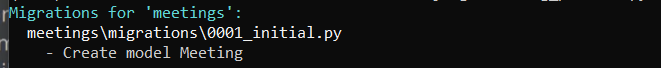 Migrations for 'meetings':
meetings\migrations\0001_initial.py
- Create model Meeting